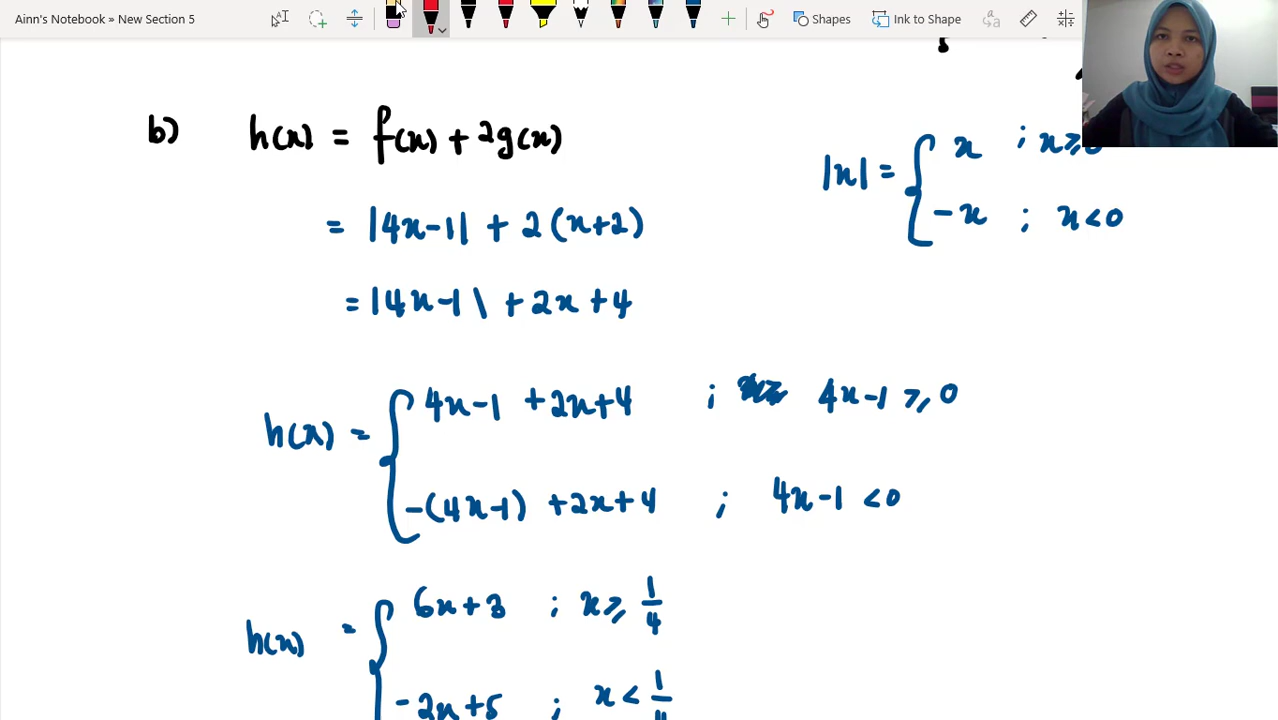 Ainn's Notebook » New Section 5
Shapes
Ink to Shape
b) h(x) = f(x) + 2g(x)
= |4x-1| + 2(x+2)
= |4x-1| + 2x+4
|x| = { x ; x≥0
-x ; x<0
h(x) = { 4x-1 +2x+4 ; 4x-1 ≥ 0
-(4x-1) +2x+4 ; 4x-1 <0
h(x) = { 6x+3 ; x≥ 1/4
-2x+5 ; x< 1/4